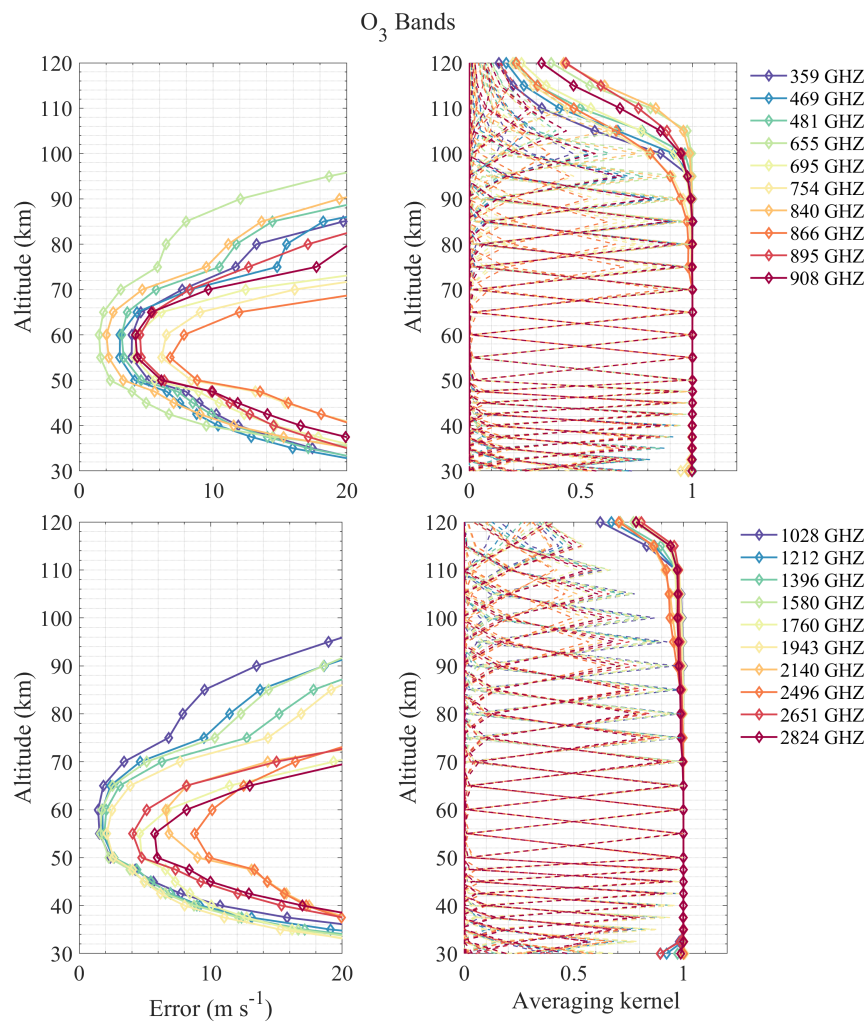 O3 Bands
120
110
100
90
80
70
60
50
40
30
Altitude (km)
0
10
20
120
110
100
90
80
70
60
50
40
30
Altitude (km)
0
0.5
1
359 GHZ
469 GHZ
481 GHZ
655 GHZ
695 GHZ
754 GHZ
840 GHZ
866 GHZ
895 GHZ
908 GHZ
120
110
100
90
80
70
60
50
40
30
Altitude (km)
0
10
20
Error (m s-1)
120
110
100
90
80
70
60
50
40
30
Altitude (km)
0
0.5
1
Averaging kernel
1028 GHZ
1212 GHZ
1396 GHZ
1580 GHZ
1760 GHZ
1943 GHZ
2140 GHZ
2496 GHZ
2651 GHZ
2824 GHZ